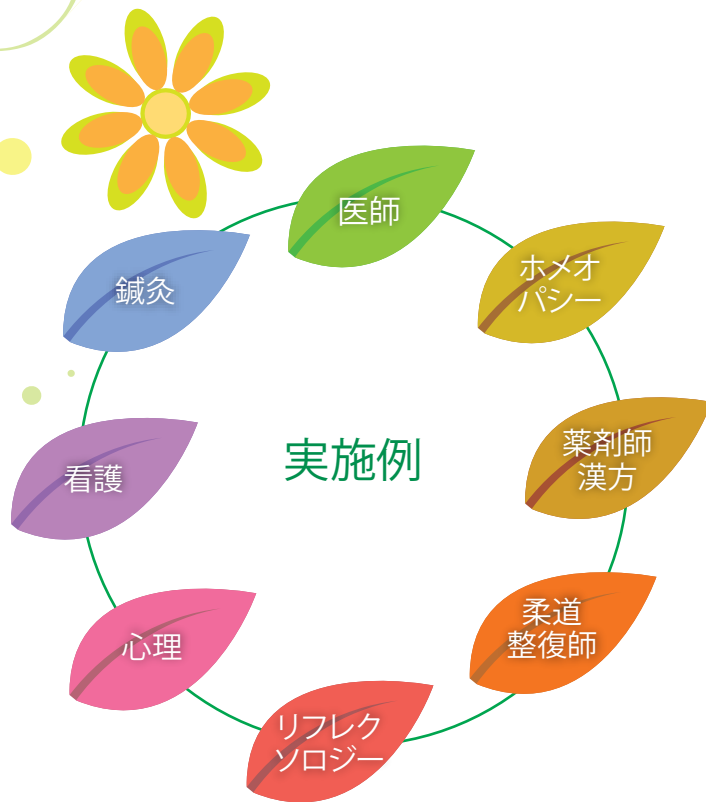 医師
ホメオ
パシー
薬剤師
漢方
柔道
整復師
リフレク
ソロジー
心理
看護
鍼灸
実施例